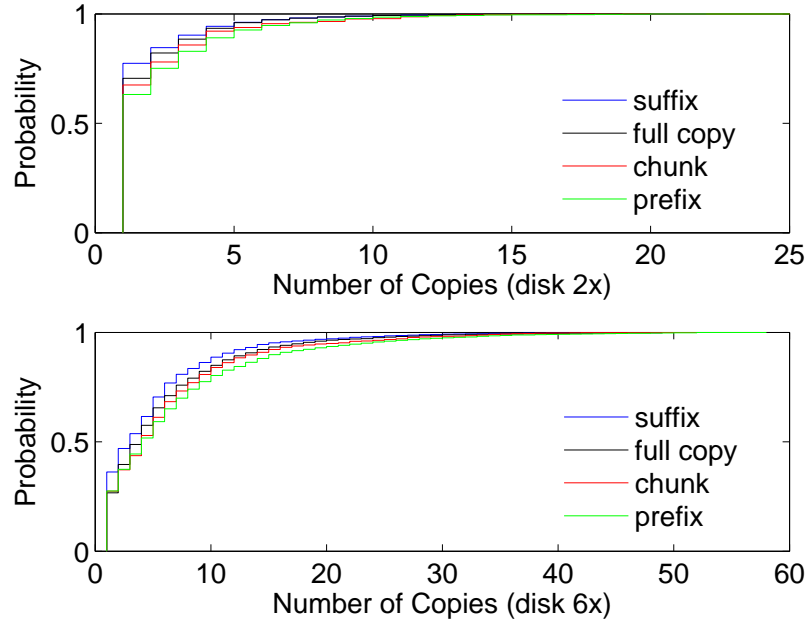 1
0.5
0
Probability
suffix
full copy
chunk
prefix
0 5 10 15 20 25
Number of Copies (disk 2x)
1
0.5
0
Probability
suffix
full copy
chunk
prefix
0 10 20 30 40 50 60
Number of Copies (disk 6x)